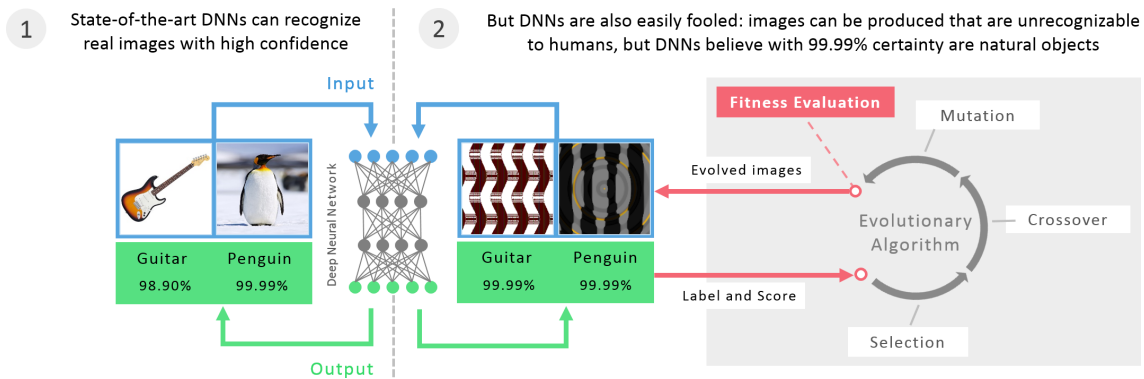 1
State-of-the-art DNNs can recognize
real images with high confidence
2
But DNNs are also easily fooled: images can be produced that are unrecognizable
to humans, but DNNs believe with 99.99% certainty are natural objects
Input
Deep Neural Network
Guitar
Penguin
98.90%
99.99%
Output
Guitar
Penguin
99.99%
99.99%
Evolved images
Label and Score
Fitness Evaluation
Mutation
Evolutionary
Algorithm
Crossover
Selection